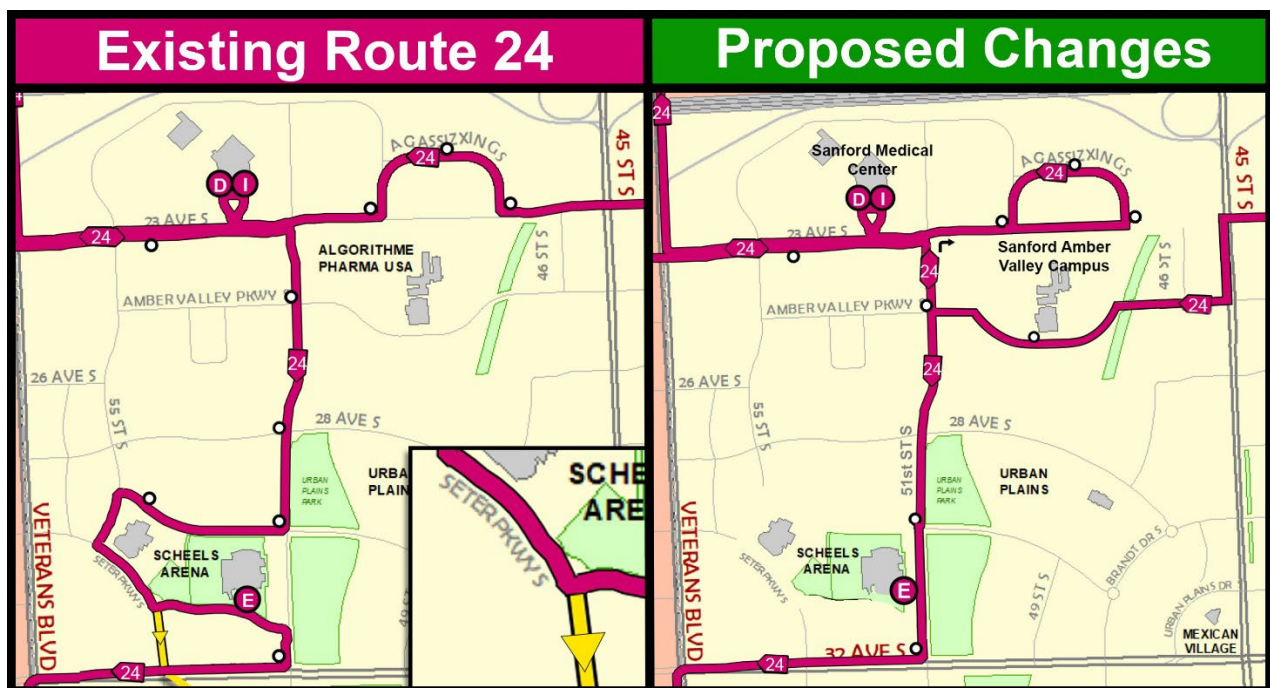 Existing Route 24
24
AGASSIZ XINGS
24
45 ST S
D I
23 AVE S
24
ALGORITHME
PHARMA USA
46 ST S
AMBER VALLEY PKWY S
24
26 AVE S
55 ST S
28 AVE S
URBAN
PLAIN
URBAN
PLAINS
PARK
VETERANS BLVD
SCHEELS
ARENA
SETER PKWY S
E
49
24
SCHE
ARE
SETER PKWY S
Proposed Changes
24
Sanford Medical
Center
AGASSIZ XINGS
24
45 ST S
D I
23 AVE S
24
Sanford Amber
Valley Campus
46 ST S
24
AMBER VALLEY PKWY S
24
24
26 AVE S
55 ST S
28 AVE S
51st ST S
URBAN
PLAINS
PARK
URBAN
PLAINS
VETERANS BLVD
SCHEELS
ARENA
SETER PKWY S
E
BRANDT DR S
49 ST S
URBAN PLAINS DR
MEXICAN
VILLAGE
32 AVE S
24